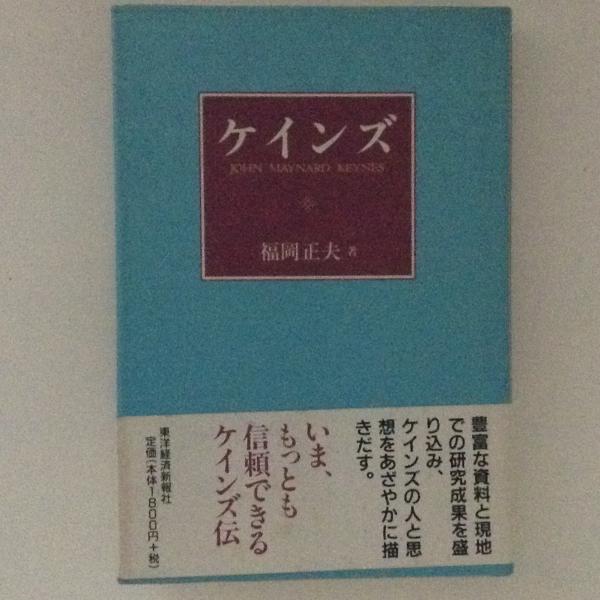 ケインズ
JOHN MAYNARD KEYNES
福岡正夫 著
豊富な資料と現地
での研究成果を盛
り込み、
ケインズの人と思
想をあざやかに描
きだす。
いま、
もっとも
信頼できる
ケインズ伝
東洋経済新報社
定価(本体1800円+税)